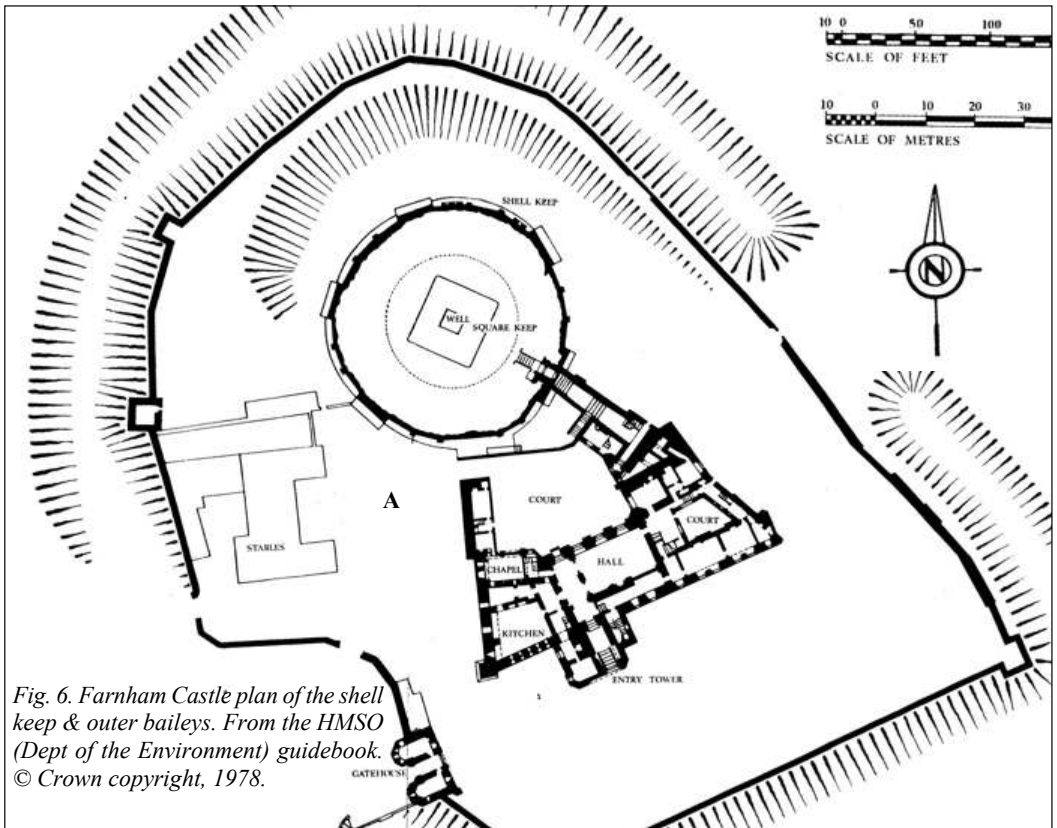 10 0 50 100
SCALE OF FEET
10 0 10 20 30
SCALE OF METRES
N
SHELL KEEP
WELL
SQUARE KEEP
A
COURT
STABLES
COURT
HALL
CHAPEL
KITCHEN
ENTRY TOWER
Fig. 6. Farnham Castle plan of the shell
keep & outer baileys. From the HMSO
(Dept of the Environment) guidebook.
© Crown copyright, 1978.
GATEHOUSE